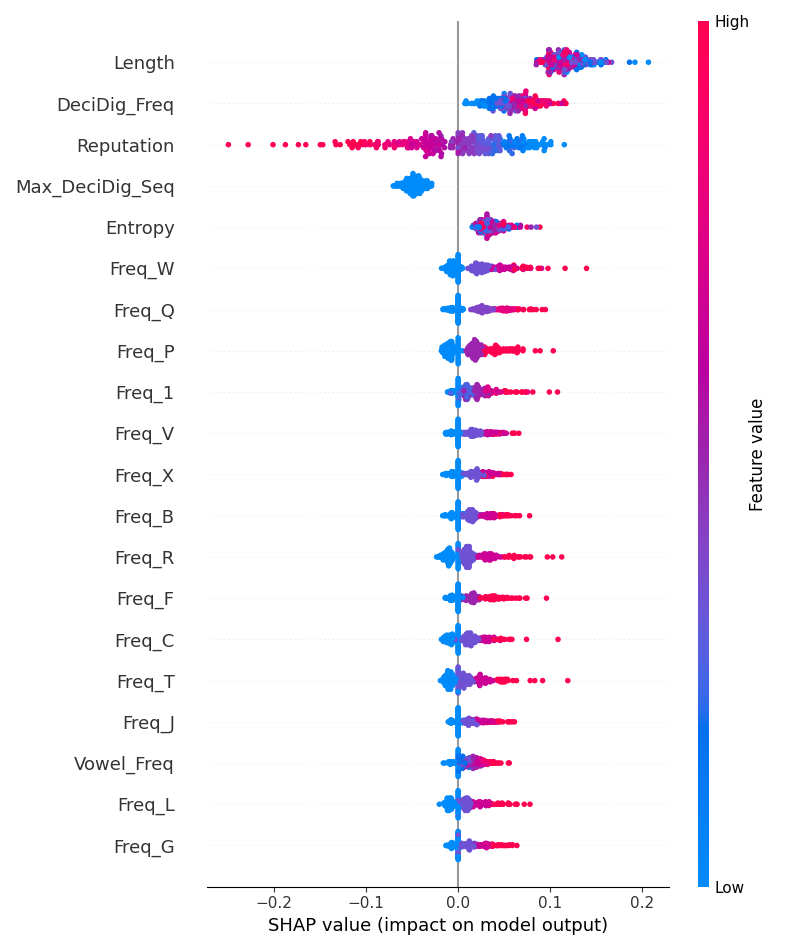 High
Length
DeciDig_Freq
Reputation
Max_DeciDig_Seq
Entropy
Freq_W
Freq_Q
Freq_P
Freq_1
Freq_V
Freq_X
Freq_B
Freq_R
Freq_F
Freq_C
Freq_T
Freq_J
Vowel_Freq
Freq_L
Freq_G
Feature value
Low
−0.2 −0.1 0.0 0.1 0.2
SHAP value (impact on model output)